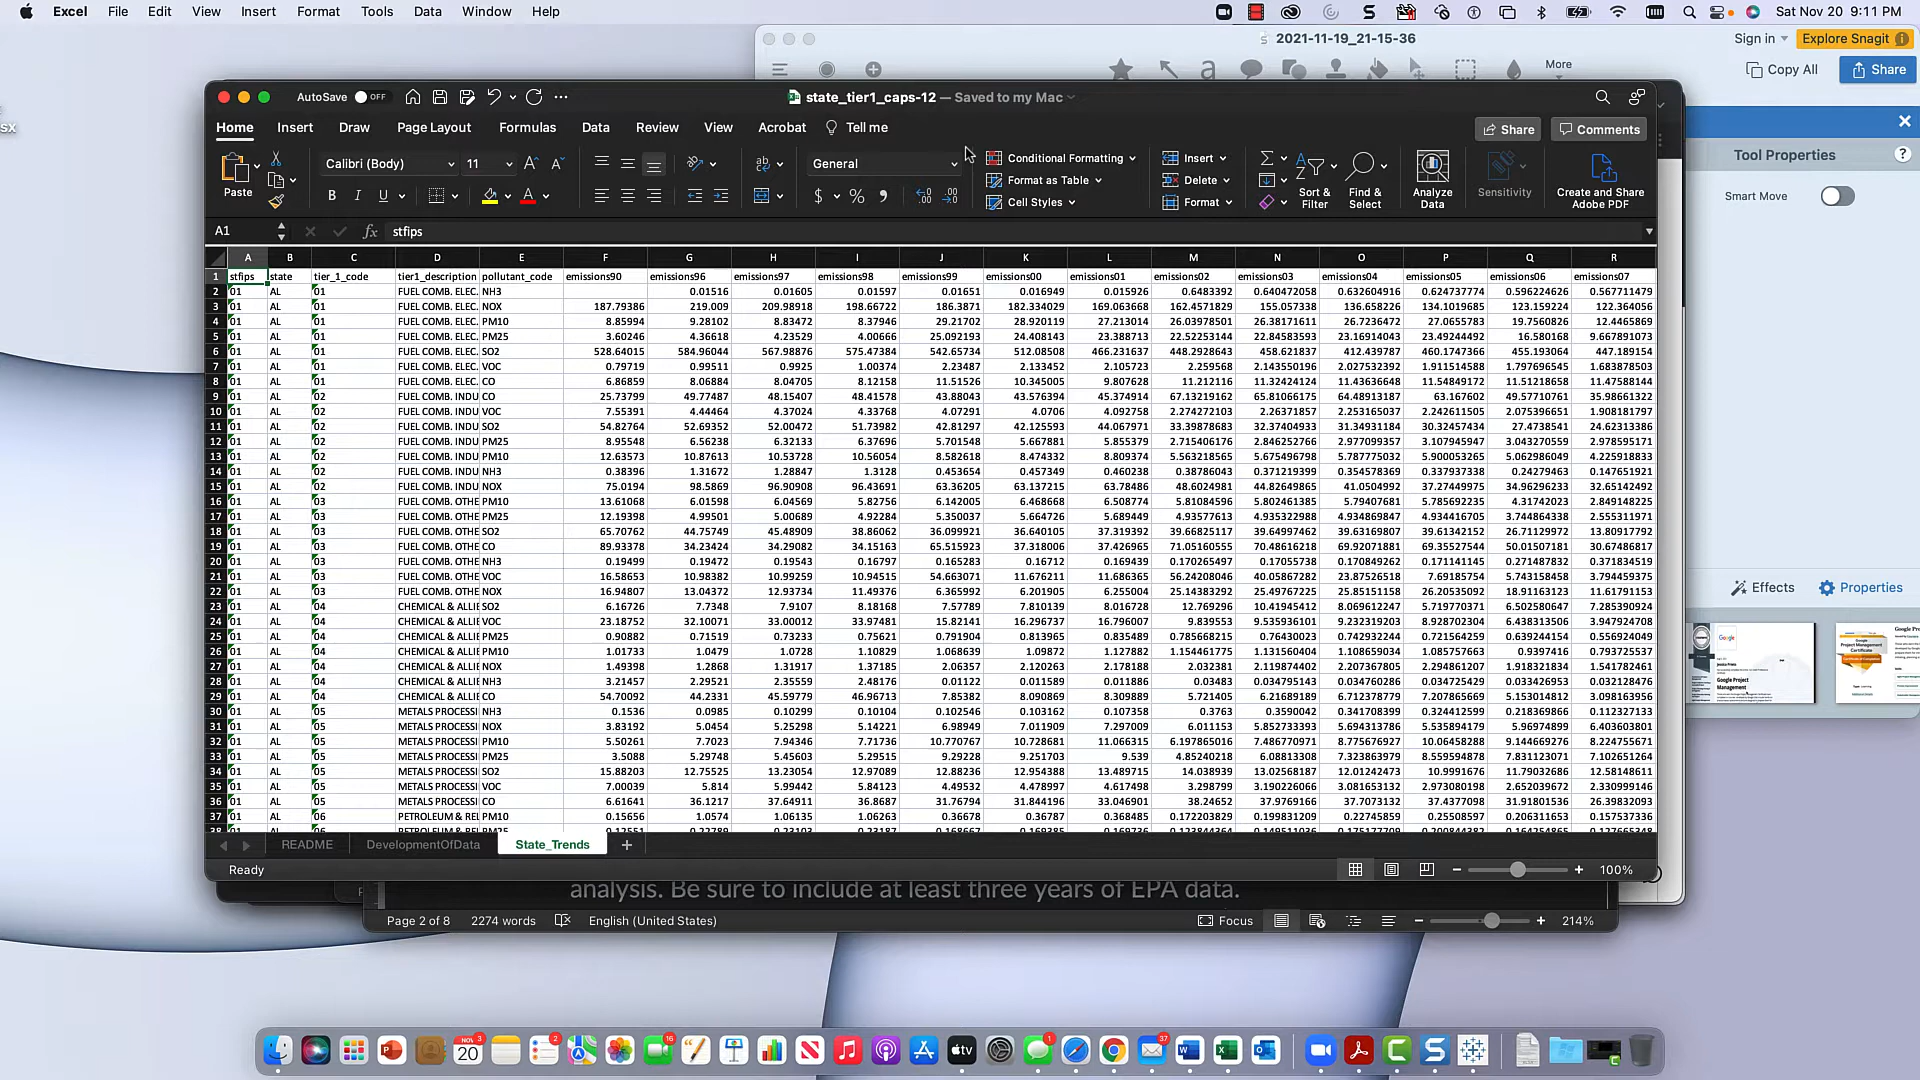 Excel File Edit View Insert Format Tools Data Window Help Sat Nov 20 9:11 PM
2021-11-19_21-15-36 Sign in Explore Snagit
More Copy All Share
AutoSave OFF state_tier1_caps-12 — Saved to my Mac
Home Insert Draw Page Layout Formulas Data Review View Acrobat Tell me Share Comments
Tool Properties
Smart Move
Paste Calibri (Body) 11 General Conditional Formatting Format as Table Cell Styles Insert Delete Format Sort & Filter Find & Select Analyze Data Sensitivity Create and Share Adobe PDF
A1 fx stfips
A B C D E F G H I J K L M N O P Q R
1 stfips state tier_1_code tier1_description pollutant_code emissions90 emissions96 emissions97 emissions98 emissions99 emissions00 emissions01 emissions02 emissions03 emissions04 emissions05 emissions06 emissions07
2 01 AL 01 FUEL COMB. ELEC. NH3 0.01516 0.01605 0.01597 0.01651 0.016949 0.015926 0.6483392 0.640472058 0.632604916 0.624737774 0.596224626 0.567711479
3 01 AL 01 FUEL COMB. ELEC. NOX 187.79386 219.009 209.98918 198.66722 186.3871 182.334029 169.063668 162.4571829 155.057338 136.658226 134.1019685 123.159224 122.364056
4 01 AL 01 FUEL COMB. ELEC. PM10 8.85994 9.28102 8.83472 8.37946 29.21702 28.920119 27.213014 26.03978501 26.38171611 26.7236472 27.0655783 19.7560826 12.4465869
5 01 AL 01 FUEL COMB. ELEC. PM25 3.60246 4.36618 4.23529 4.00666 25.092193 24.408143 23.388713 22.52253144 22.84583593 23.16914043 23.49244492 16.580168 9.667891073
6 01 AL 01 FUEL COMB. ELEC. SO2 528.64015 584.96044 567.98876 575.47384 542.65734 512.08508 466.231637 448.2928643 458.621837 412.439787 460.1747366 455.193064 447.189154
7 01 AL 01 FUEL COMB. ELEC. VOC 0.79719 0.99511 0.9925 1.00374 2.23487 2.133452 2.105723 2.259568 2.143550196 2.027532392 1.911514588 1.797696545 1.683878503
8 01 AL 01 FUEL COMB. ELEC. CO 6.86859 8.06884 8.04705 8.12158 11.51526 10.345005 9.807628 11.212116 11.32424124 11.43636648 11.54849172 11.51218658 11.47588144
9 01 AL 02 FUEL COMB. INDU CO 25.73799 49.77487 48.15407 48.41578 43.88043 43.576394 45.374914 67.13219162 65.81066175 64.48913187 63.167602 49.57710761 35.98661322
10 01 AL 02 FUEL COMB. INDU VOC 7.55391 4.44464 4.37024 4.33768 4.07291 4.0706 4.092758 2.274272103 2.26371857 2.253165037 2.242611505 2.075396651 1.908181797
11 01 AL 02 FUEL COMB. INDU SO2 54.82764 52.69352 52.00472 51.73982 42.81297 42.125593 44.067971 33.39878683 32.37404933 31.34931184 30.32457434 27.4738541 24.62313386
12 01 AL 02 FUEL COMB. INDU PM25 8.95548 6.56238 6.32133 6.37696 5.701548 5.667881 5.855379 2.715406176 2.846252766 2.977099357 3.107945947 3.043270559 2.978595171
13 01 AL 02 FUEL COMB. INDU PM10 12.63573 10.87613 10.53728 10.56054 8.582618 8.474332 8.809374 5.563218565 5.675496798 5.787775032 5.900053265 5.062986049 4.225918833
14 01 AL 02 FUEL COMB. INDU NH3 0.38396 1.31672 1.28847 1.3128 0.453654 0.457349 0.460238 0.38786043 0.371219399 0.354578369 0.337937338 0.24279463 0.147651921
15 01 AL 02 FUEL COMB. INDU NOX 75.0194 98.5869 96.90908 96.43691 63.36205 63.137215 63.78486 48.6024981 44.82649865 41.0504992 37.27449975 34.96296233 32.65142492
16 01 AL 03 FUEL COMB. OTHE PM10 13.61068 6.01598 6.04569 5.82756 6.142005 6.468668 6.508774 5.81084596 5.802461385 5.79407681 5.785692235 4.31742023 2.849148225
17 01 AL 03 FUEL COMB. OTHE PM25 12.19398 4.99501 5.00689 4.92284 5.350037 5.664726 5.689449 4.93577613 4.935322988 4.934869847 4.934416705 3.744864338 2.555311971
18 01 AL 03 FUEL COMB. OTHE SO2 65.70762 44.75749 45.48909 38.86062 36.099921 36.640105 37.319392 39.66825117 39.64997462 39.63169807 39.61342152 26.71129972 13.80917792
19 01 AL 03 FUEL COMB. OTHE CO 89.93378 34.23424 34.29082 34.15163 65.515923 37.318006 37.426965 71.05160555 70.48616218 69.92071881 69.35527544 50.01507181 30.67486817
20 01 AL 03 FUEL COMB. OTHE NH3 0.19499 0.19472 0.19543 0.16797 0.165283 0.16712 0.169439 0.170265497 0.17055738 0.170849262 0.171141145 0.271487832 0.371834519
21 01 AL 03 FUEL COMB. OTHE VOC 16.58653 10.98382 10.99259 10.94515 54.663071 11.676211 11.686365 56.24208046 40.05867282 23.87526518 7.69185754 5.743158458 3.794459375
22 01 AL 03 FUEL COMB. OTHE NOX 16.94807 13.04372 12.93734 11.49376 6.365992 6.201905 6.255004 25.14383292 25.49767225 25.85151158 26.20535092 18.91163123 11.61791153
23 01 AL 04 CHEMICAL & ALLIE SO2 6.16726 7.7348 7.9107 8.18168 7.57789 7.810139 8.016728 12.769296 10.41945412 8.069612247 5.719770371 6.502580647 7.285390924
24 01 AL 04 CHEMICAL & ALLIE VOC 23.18752 32.10071 33.00012 33.97481 15.82141 16.296737 16.796007 9.839553 9.535936101 9.232319203 8.928702304 6.438313506 3.947924708
25 01 AL 04 CHEMICAL & ALLIE PM25 0.90882 0.71519 0.73233 0.75621 0.791904 0.813965 0.835489 0.785669215 0.76430023 0.742932244 0.721564259 0.639244154 0.556924049
26 01 AL 04 CHEMICAL & ALLIE PM10 1.01733 1.0479 1.0728 1.10829 1.068639 1.09872 1.127882 1.154461775 1.131560404 1.108659034 1.085757663 0.9397416 0.793725537
27 01 AL 04 CHEMICAL & ALLIE NOX 1.49398 1.2868 1.31917 1.37185 2.06357 2.120263 2.178188 2.032381 2.119874402 2.207367805 2.294861207 1.918321834 1.541782461
28 01 AL 04 CHEMICAL & ALLIE NH3 3.21457 2.29521 2.35559 2.48176 0.01122 0.011589 0.011886 0.03483 0.034795143 0.034760286 0.034725429 0.033426953 0.032128476
29 01 AL 04 CHEMICAL & ALLIE CO 54.70092 44.2331 45.59779 46.96713 7.85382 8.090869 8.309889 5.721405 6.21689189 6.712378779 7.207865669 5.153014812 3.098163956
30 01 AL 05 METALS PROCESSI NH3 0.1536 0.0985 0.10299 0.10104 0.102546 0.103162 0.107358 0.3763 0.3590042 0.341708399 0.324412599 0.218369866 0.112327133
31 01 AL 05 METALS PROCESSI NOX 3.83192 5.0454 5.25298 5.14221 6.98949 7.011909 7.297009 6.011153 5.852733393 5.694313786 5.535894179 5.96974899 6.403603801
32 01 AL 05 METALS PROCESSI PM10 5.50261 7.7023 7.94346 7.71736 10.770767 10.728681 11.066315 6.197865016 7.486770971 8.775676927 10.06458288 9.144669276 8.224755671
33 01 AL 05 METALS PROCESSI PM25 3.5088 5.29748 5.45603 5.29515 9.29228 9.251703 9.539 4.85240218 6.08813308 7.323863979 8.559594878 7.831123071 7.102651264
34 01 AL 05 METALS PROCESSI SO2 15.88203 12.75525 13.23054 12.97089 12.88236 12.954388 13.489715 14.038939 13.02568187 12.01242473 10.9991676 11.79032686 12.58148611
35 01 AL 05 METALS PROCESSI VOC 7.00039 5.814 5.99442 5.84123 4.49532 4.478997 4.617498 3.298799 3.190226066 3.081653132 2.973080198 2.652039672 2.330999146
36 01 AL 05 METALS PROCESSI CO 6.61641 36.1217 37.64911 36.8687 31.76794 31.844196 33.046901 38.24652 37.9769166 37.7073132 37.4377098 31.91801536 26.39832093
37 01 AL 06 PETROLEUM & REL PM10 0.15656 1.0574 1.06135 1.06263 0.36678 0.36787 0.368485 0.172203829 0.199831209 0.22745859 0.25508597 0.206311653 0.157537336
README DevelopmentOfData State_Trends
Ready 100%
Effects Properties
analysis. Be sure to include at least three years of EPA data.
Page 2 of 8 2274 words English (United States) Focus 214%